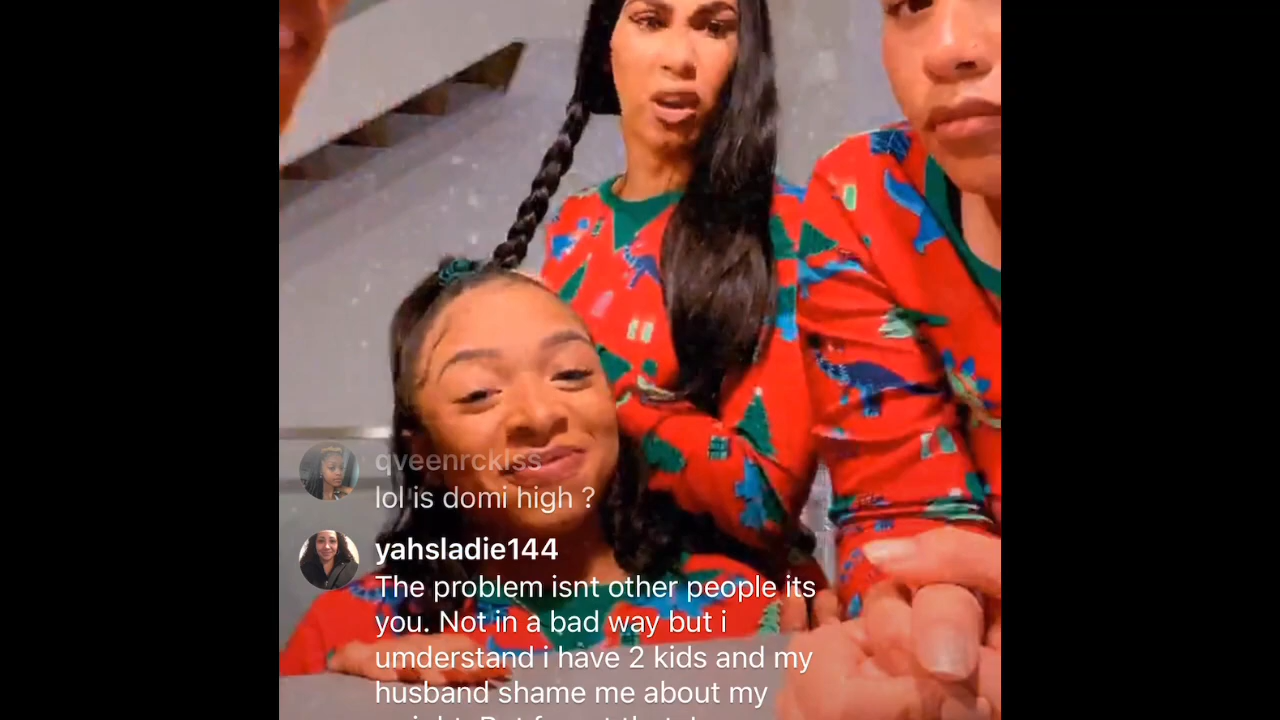 qveenrcklss
lol is domi high ?
yahsladie144
The problem isnt other people its
you. Not in a bad way but i
umderstand i have 2 kids and my
husband shame me about my